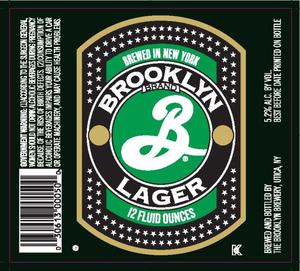 GOVERNMENT WARNING: (1) ACCORDING TO THE SURGEON GENERAL,
WOMEN SHOULD NOT DRINK ALCOHOLIC BEVERAGES DURING PREGNANCY
BECAUSE OF THE RISK OF BIRTH DEFECTS. (2) CONSUMPTION OF
ALCOHOLIC BEVERAGES IMPAIRS YOUR ABILITY TO DRIVE A CAR
OR OPERATE MACHINERY, AND MAY CAUSE HEALTH PROBLEMS.
BREWED IN NEW YORK
BROOKLYN
BRAND
B
LAGER
12 FLUID OUNCES
5.2% ALC. BY VOL.
BEST BEFORE DATE PRINTED ON BOTTLE
BREWED AND BOTTLED BY
THE BROOKLYN BREWERY, UTICA, NY